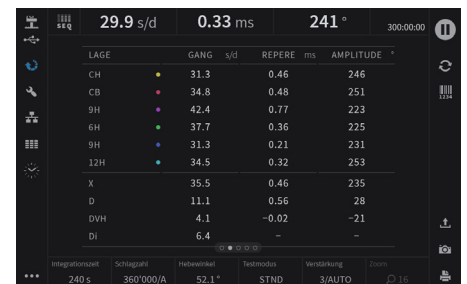 SEQ 29.9 s/d 0.33 ms 241 ° 300:00:00
LAGE GANG s/d REPERE ms AMPLITUDE °
CH 31.3 0.46 246
CB 34.8 0.48 251
9H 42.4 0.77 223
6H 37.7 0.36 225
9H 31.3 0.21 231
12H 34.5 0.32 253
X 35.5 0.46 235
D 11.1 0.56 28
DVH 4.1 -0.02 -21
Di 6.4 - -
Integrationszeit Schlagzahl Hebewinkel Testmodus Verstärkung Zoom
240 s 360'000/A 52.1° STND 3/AUTO 16
1234